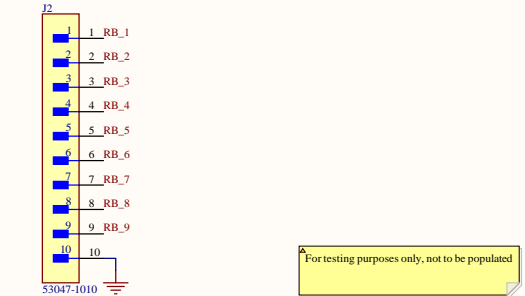 J2
1 1 RB_1
2 2 RB_2
3 3 RB_3
4 4 RB_4
5 5 RB_5
6 6 RB_6
7 7 RB_7
8 8 RB_8
9 9 RB_9
10 10
For testing purposes only, not to be populated
53047-1010